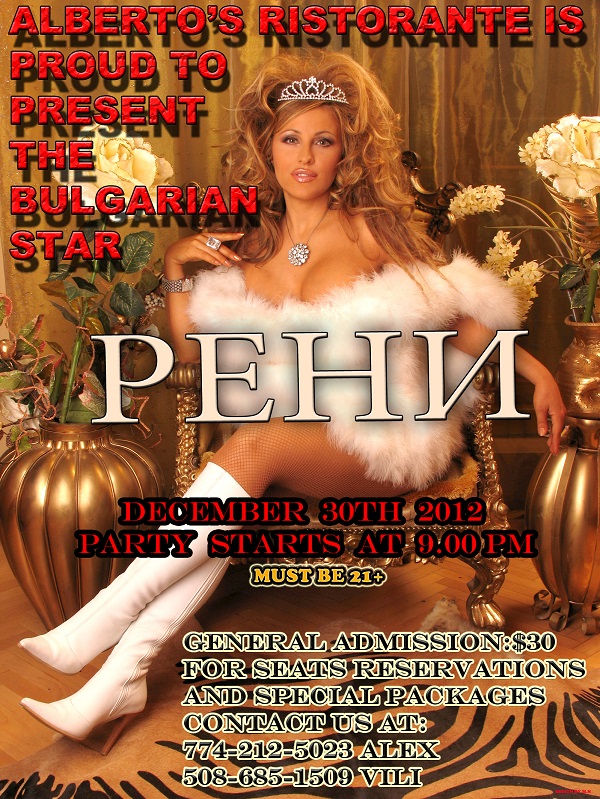 ALBERTO'S RISTORANTE IS
PROUD TO
PRESENT
THE
BULGARIAN
STAR
РЕНИ
DECEMBER 30TH 2012
PARTY STARTS AT 9.00 PM
MUST BE 21+
GENERAL ADMISSION:$30
FOR SEATS RESERVATIONS
AND SPECIAL PACKAGES
CONTACT US AT:
774-212-5023 ALEX
508-685-1509 VILI